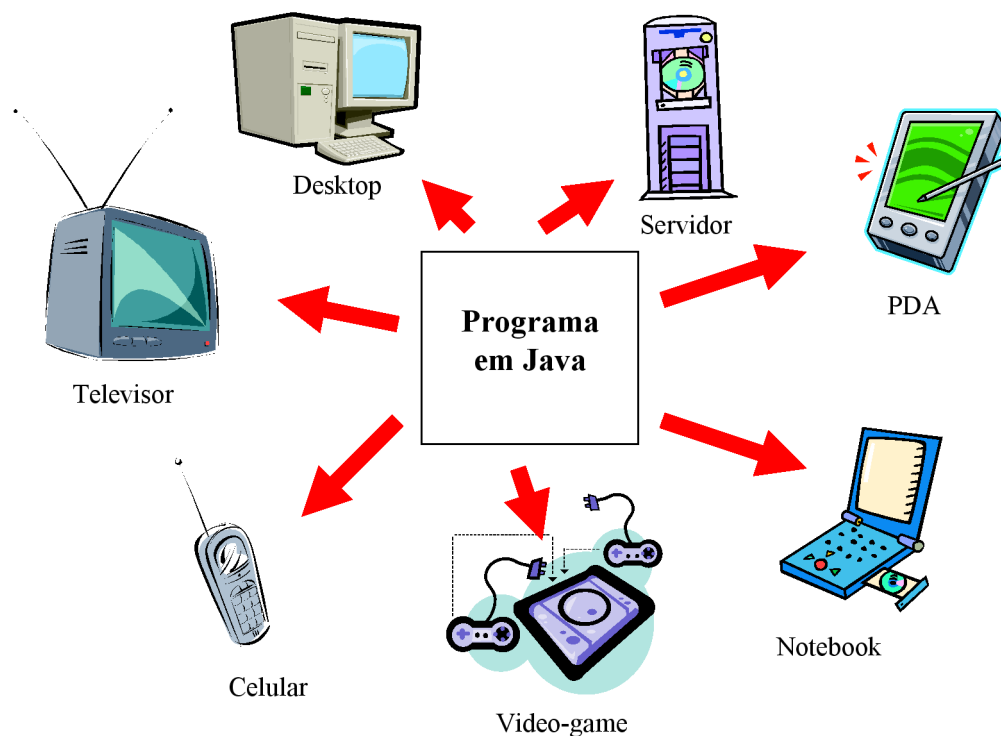 Desktop
Servidor
PDA
Programa
em Java
Televisor
Notebook
Celular
Video-game